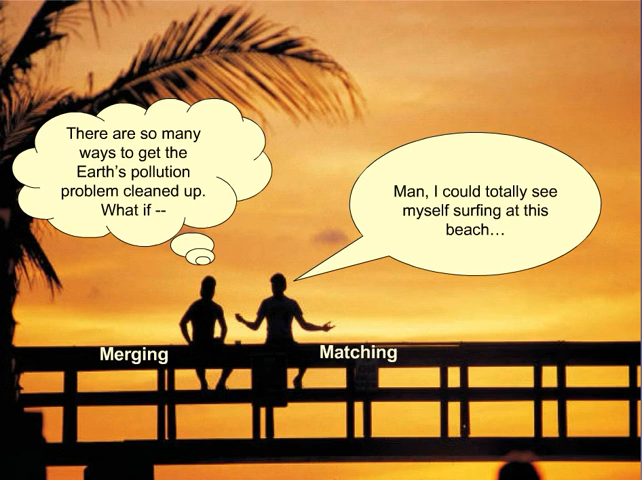 There are so many
ways to get the
Earth's pollution
problem cleaned up.
What if --
Man, I could totally see
myself surfing at this
beach…
Merging
Matching